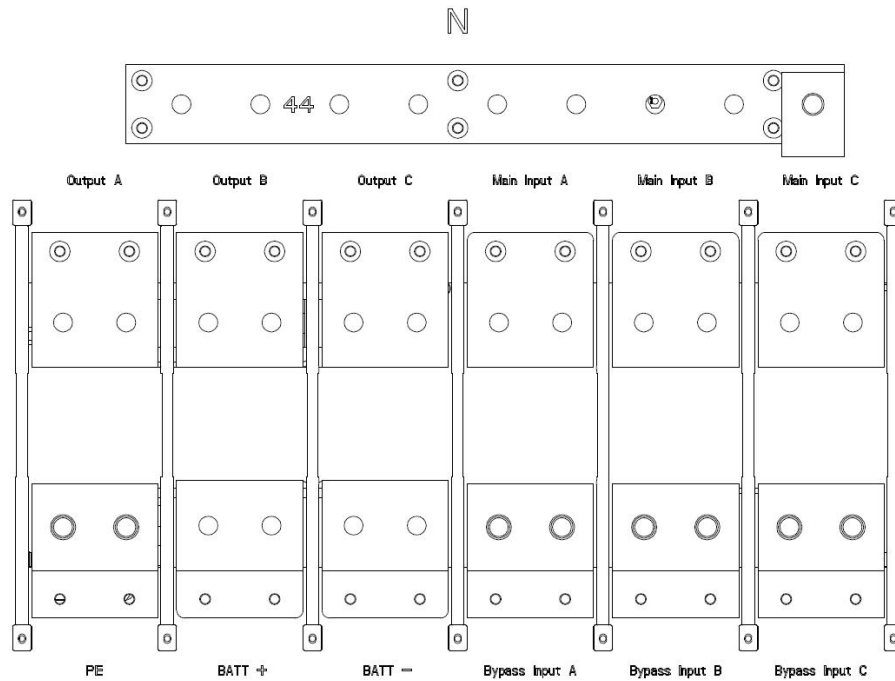 N
44
Output A Output B Output C Main Input A Main Input B Main Input C
PE BATT + BATT – Bypass Input A Bypass Input B Bypass Input C